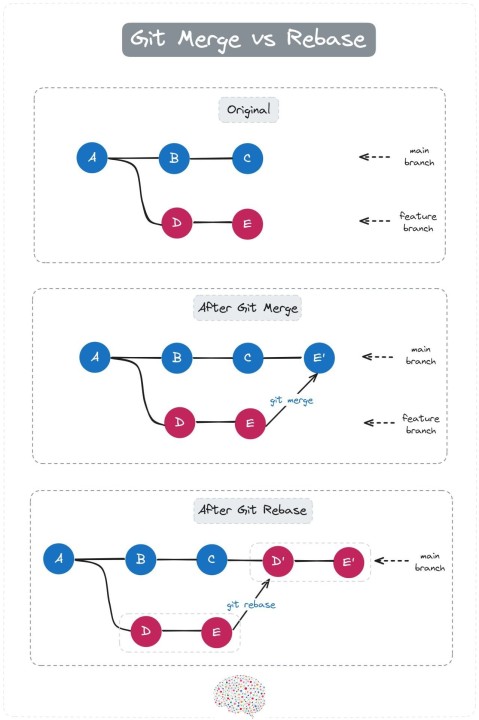 Git Merge vs Rebase
Original
A
B
C
main
branch
D
E
feature
branch
After Git Merge
A
B
C
E'
main
branch
git merge
D
E
feature
branch
After Git Rebase
A
B
C
D'
E'
main
branch
git rebase
D
E